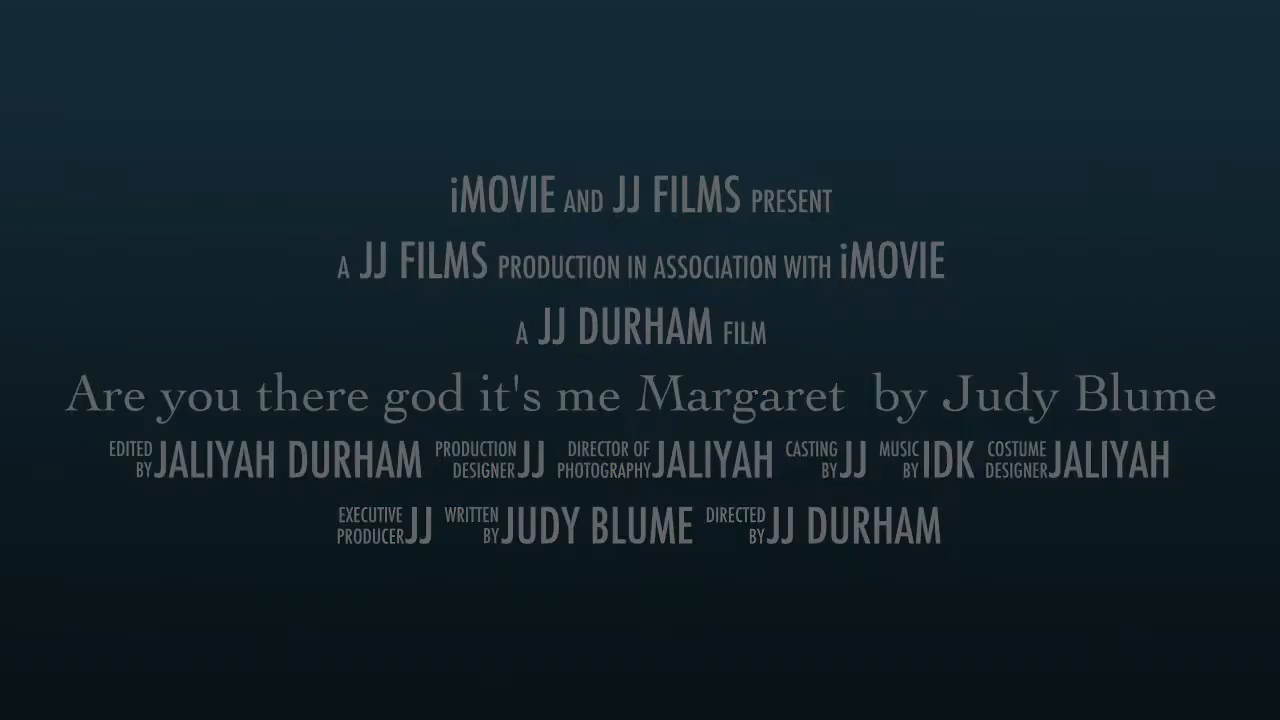 iMOVIE AND JJ FILMS PRESENT
A JJ FILMS PRODUCTION IN ASSOCIATION WITH iMOVIE
A JJ DURHAM FILM
Are you there god it's me Margaret by Judy Blume
EDITED BY JALIYAH DURHAM PRODUCTION DESIGNER JJ DIRECTOR OF PHOTOGRAPHY JALIYAH CASTING BY JJ MUSIC BY IDK COSTUME DESIGNER JALIYAH
EXECUTIVE PRODUCER JJ WRITTEN BY JUDY BLUME DIRECTED BY JJ DURHAM